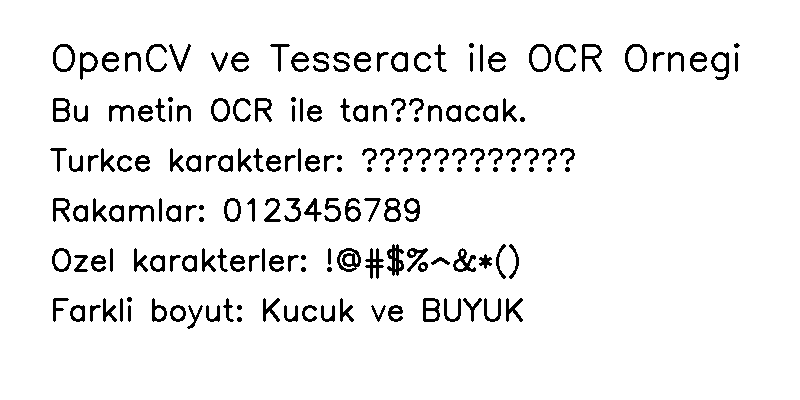 OpenCV ve Tesseract ile OCR Ornegi
Bu metin OCR ile tan??nacak.
Turkce karakterler: ????????????
Rakamlar: 0123456789
Ozel karakterler: !@#$%^&*()
Farkli boyut: Kucuk ve BUYUK